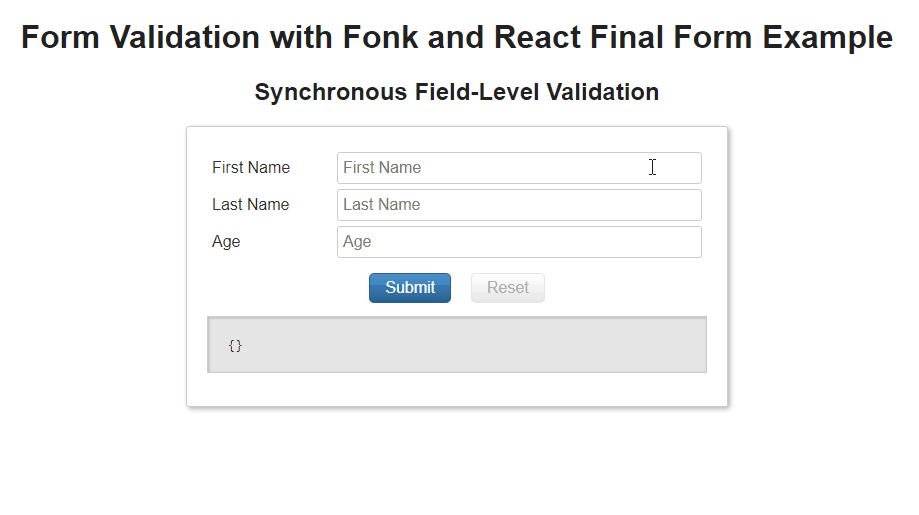 Form Validation with Fonk and React Final Form Example
Synchronous Field-Level Validation
First Name First Name
Last Name Last Name
Age Age
Submit Reset
{}